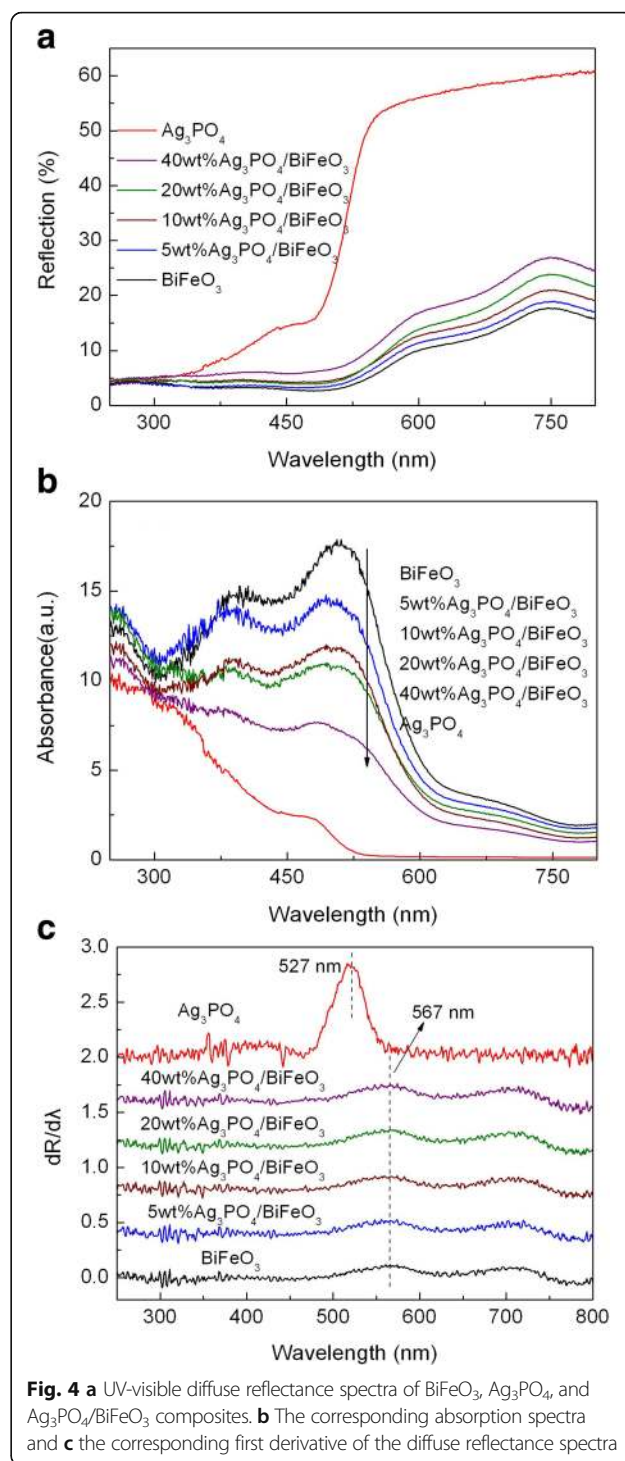 a
60
50
40
30
20
10
0
Reflection (%)
Ag₃PO₄
40wt%Ag₃PO₄/BiFeO₃
20wt%Ag₃PO₄/BiFeO₃
10wt%Ag₃PO₄/BiFeO₃
5wt%Ag₃PO₄/BiFeO₃
BiFeO₃
300 450 600 750
Wavelength (nm)
b
20
15
10
5
0
Absorbance(a.u.)
BiFeO₃
5wt%Ag₃PO₄/BiFeO₃
10wt%Ag₃PO₄/BiFeO₃
20wt%Ag₃PO₄/BiFeO₃
40wt%Ag₃PO₄/BiFeO₃
Ag₃PO₄
300 450 600 750
Wavelength (nm)
c
3.0
2.5
2.0
1.5
1.0
0.5
0.0
dR/dλ
527 nm
567 nm
Ag₃PO₄
40wt%Ag₃PO₄/BiFeO₃
20wt%Ag₃PO₄/BiFeO₃
10wt%Ag₃PO₄/BiFeO₃
5wt%Ag₃PO₄/BiFeO₃
BiFeO₃
300 400 500 600 700 800
Wavelength (nm)
Fig. 4 a UV-visible diffuse reflectance spectra of BiFeO₃, Ag₃PO₄, and
Ag₃PO₄/BiFeO₃ composites. b The corresponding absorption spectra
and c the corresponding first derivative of the diffuse reflectance spectra